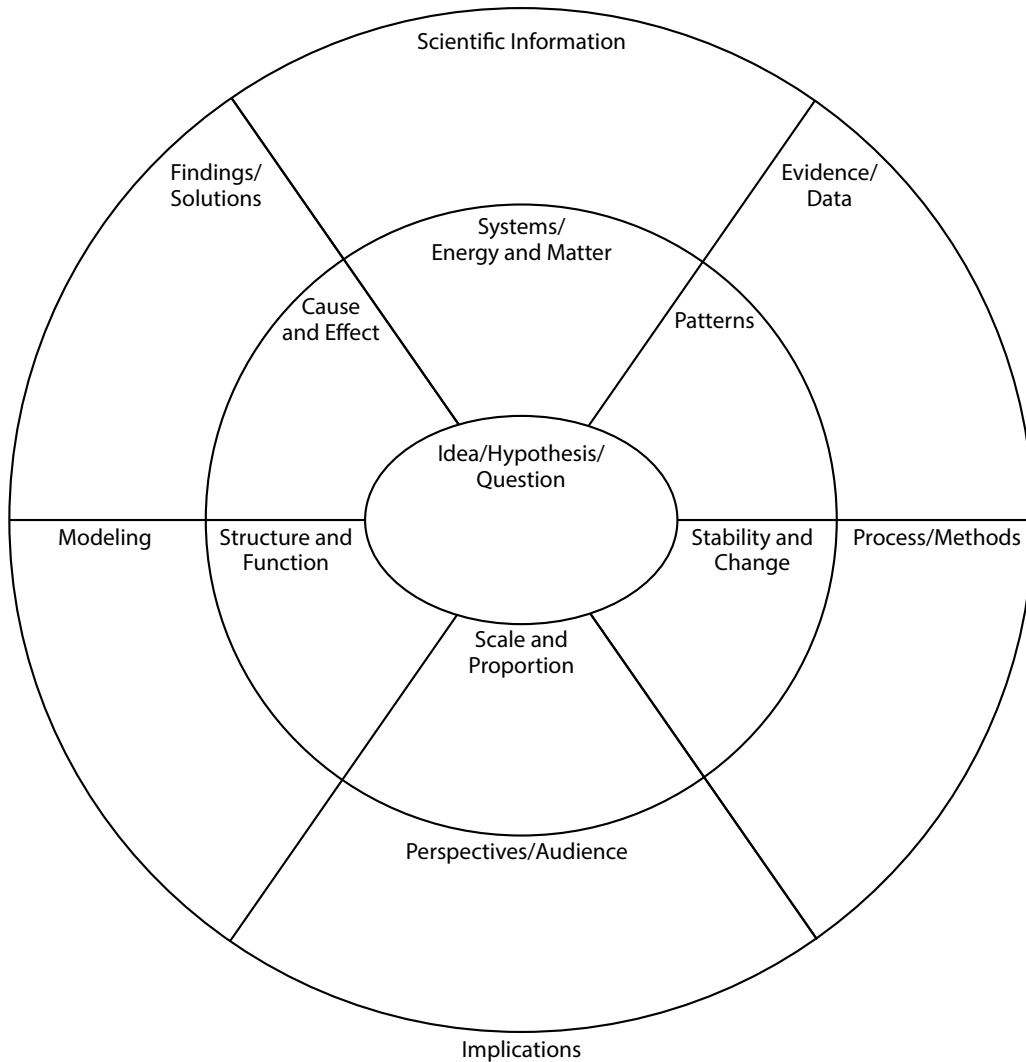 Scientific Information
Findings/
Solutions
Evidence/
Data
Systems/
Energy and Matter
Cause
and Effect
Patterns
Idea/Hypothesis/
Question
Modeling
Structure and
Function
Stability and
Change
Process/Methods
Scale and
Proportion
Perspectives/Audience
Implications